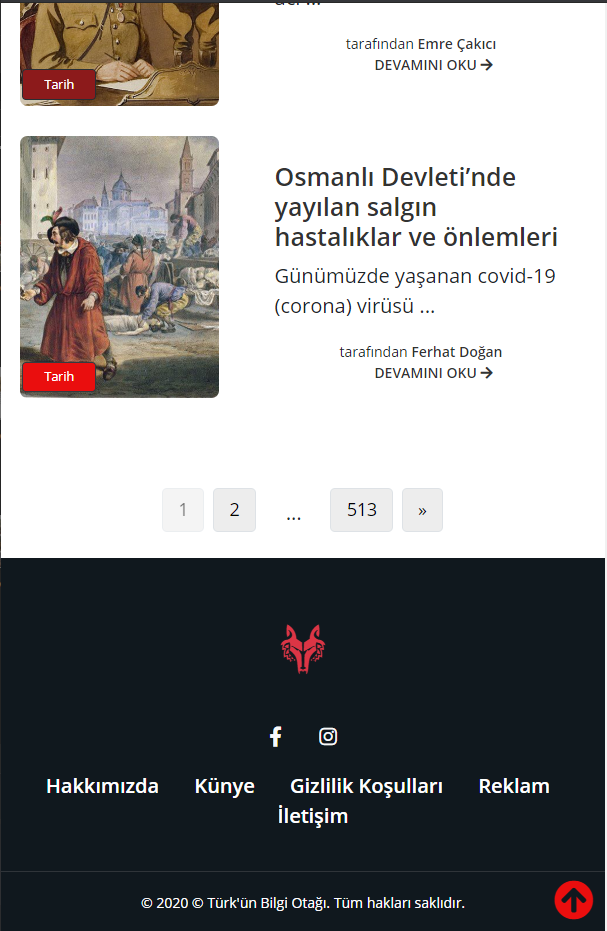 tarafından Emre Çakıcı
DEVAMINI OKU
Tarih
Osmanlı Devleti’nde
yayılan salgın
hastalıklar ve önlemleri
Günümüzde yaşanan covid-19
(corona) virüsü ...
tarafından Ferhat Doğan
DEVAMINI OKU
Tarih
1 2 ... 513 »
Hakkımızda Künye Gizlilik Koşulları Reklam
İletişim
© 2020 © Türk'ün Bilgi Otağı. Tüm hakları saklıdır.